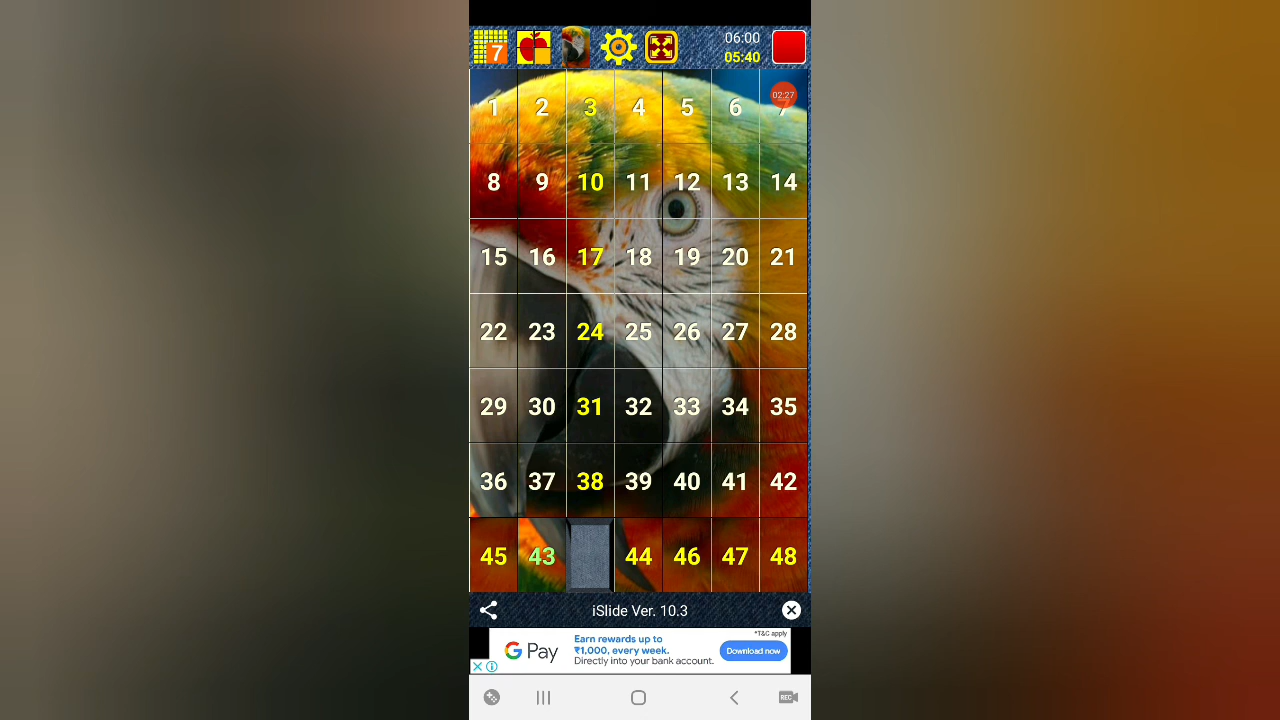 7 06:00
05:40
02:27
1 2 3 4 5 6 7
8 9 10 11 12 13 14
15 16 17 18 19 20 21
22 23 24 25 26 27 28
29 30 31 32 33 34 35
36 37 38 39 40 41 42
45 43 44 46 47 48
iSlide Ver. 10.3
*T&C apply
G Pay
Earn rewards up to
₹1,000, every week.
Directly into your bank account.
Download now
REC